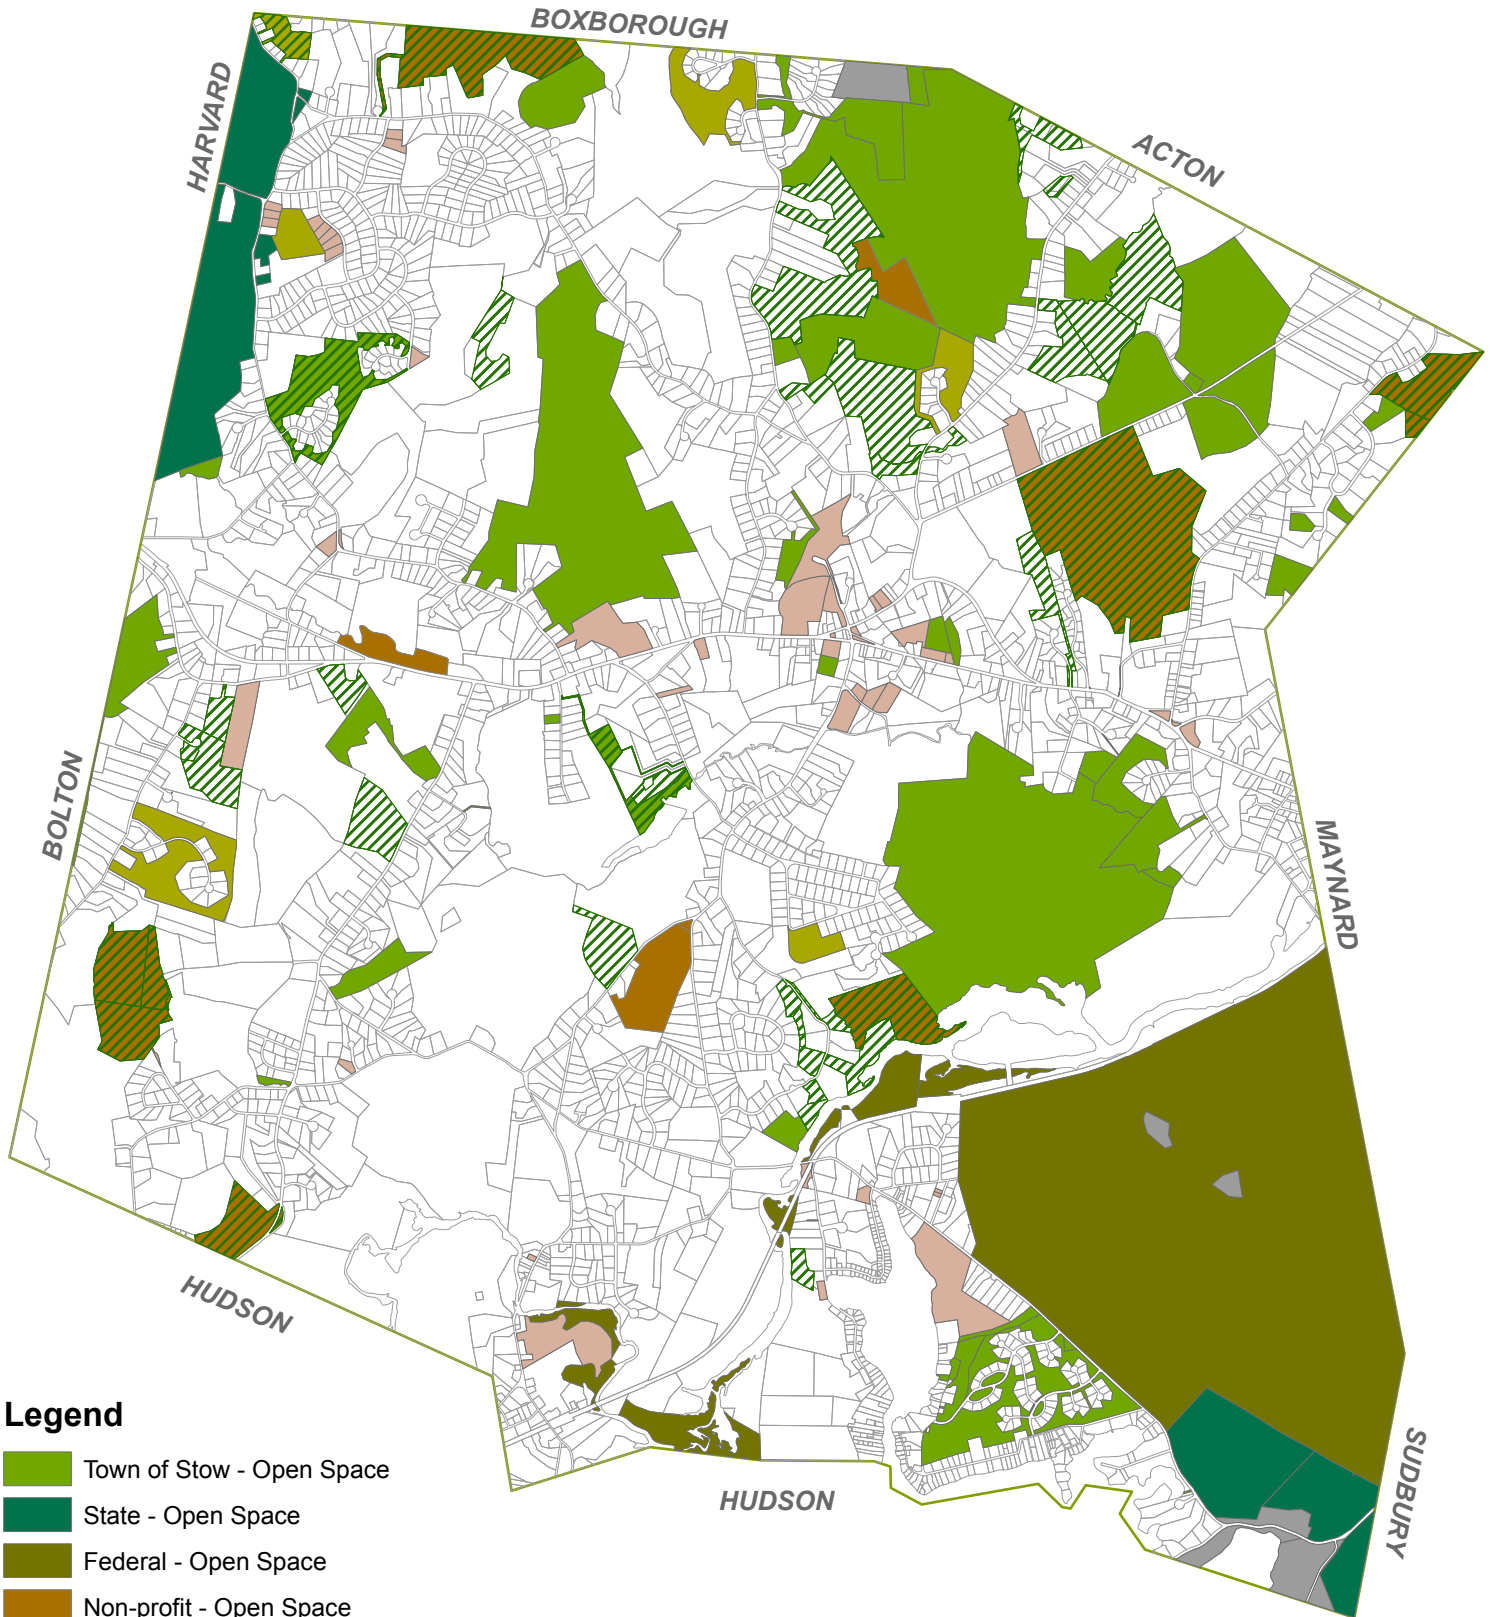 BOXBOROUGH
HARVARD
ACTON
BOLTON
MAYNARD
HUDSON
HUDSON
SUDBURY
Legend
Town of Stow - Open Space
State - Open Space
Federal - Open Space
Non-profit - Open Space